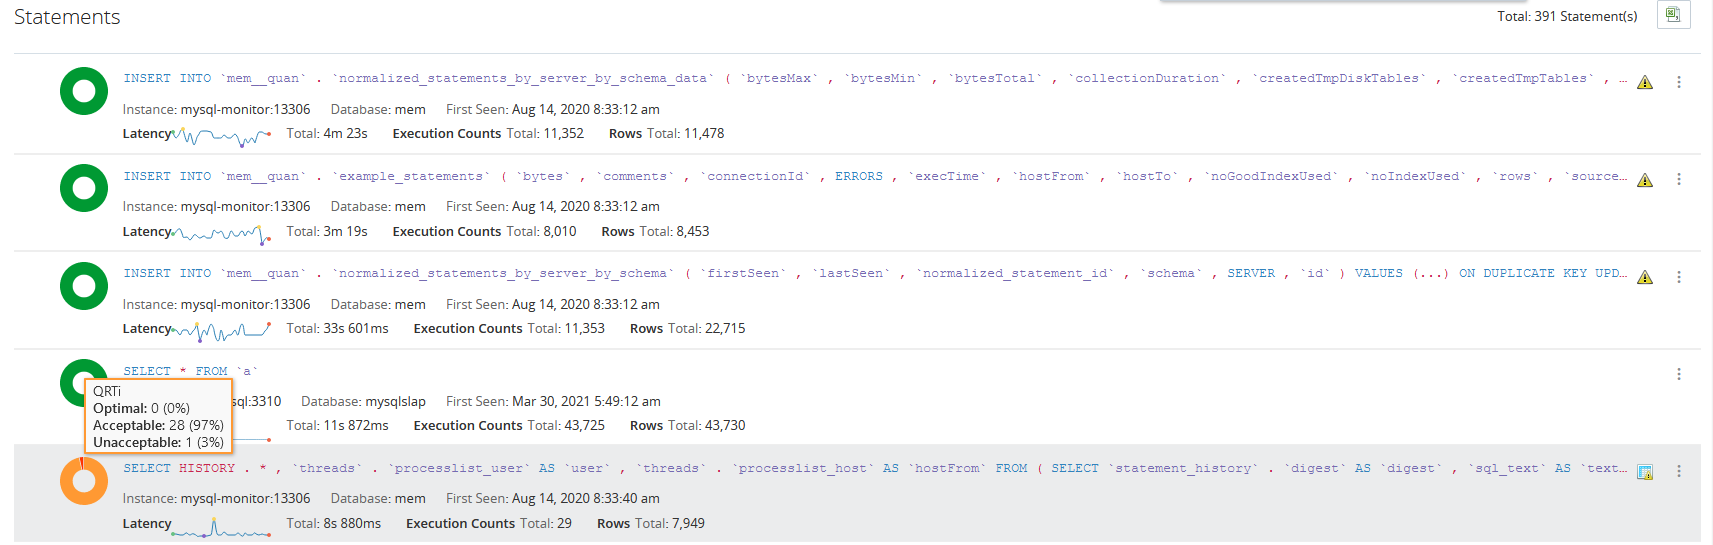 Statements
Total: 391 Statement(s)
INSERT INTO `mem__quan` . `normalized_statements_by_server_by_schema_data` ( `bytesMax` , `bytesMin` , `bytesTotal` , `collectionDuration` , `createdTmpDiskTables` , `createdTmpTables` , ...
Instance: mysql-monitor:13306 Database: mem First Seen: Aug 14, 2020 8:33:12 am
Latency Total: 4m 23s Execution Counts Total: 11,352 Rows Total: 11,478
INSERT INTO `mem__quan` . `example_statements` ( `bytes` , `comments` , `connectionId` , ERRORS , `execTime` , `hostFrom` , `hostTo` , `noGoodIndexUsed` , `noIndexUsed` , `rows` , `source...
Instance: mysql-monitor:13306 Database: mem First Seen: Aug 14, 2020 8:33:12 am
Latency Total: 3m 19s Execution Counts Total: 8,010 Rows Total: 8,453
INSERT INTO `mem__quan` . `normalized_statements_by_server_by_schema` ( `firstSeen` , `lastSeen` , `normalized_statement_id` , `schema` , SERVER , `id` ) VALUES (...) ON DUPLICATE KEY UPD...
Instance: mysql-monitor:13306 Database: mem First Seen: Aug 14, 2020 8:33:12 am
Latency Total: 33s 601ms Execution Counts Total: 11,353 Rows Total: 22,715
SELECT * FROM `a`
sql:3310 Database: mysqlslap First Seen: Mar 30, 2021 5:49:12 am
Total: 11s 872ms Execution Counts Total: 43,725 Rows Total: 43,730
QRTi
Optimal: 0 (0%)
Acceptable: 28 (97%)
Unacceptable: 1 (3%)
SELECT HISTORY . * , `threads` . `processlist_user` AS `user` , `threads` . `processlist_host` AS `hostFrom` FROM ( SELECT `statement_history` . `digest` AS `digest` , `sql_text` AS `text...
Instance: mysql-monitor:13306 Database: mem First Seen: Aug 14, 2020 8:33:40 am
Latency Total: 8s 880ms Execution Counts Total: 29 Rows Total: 7,949